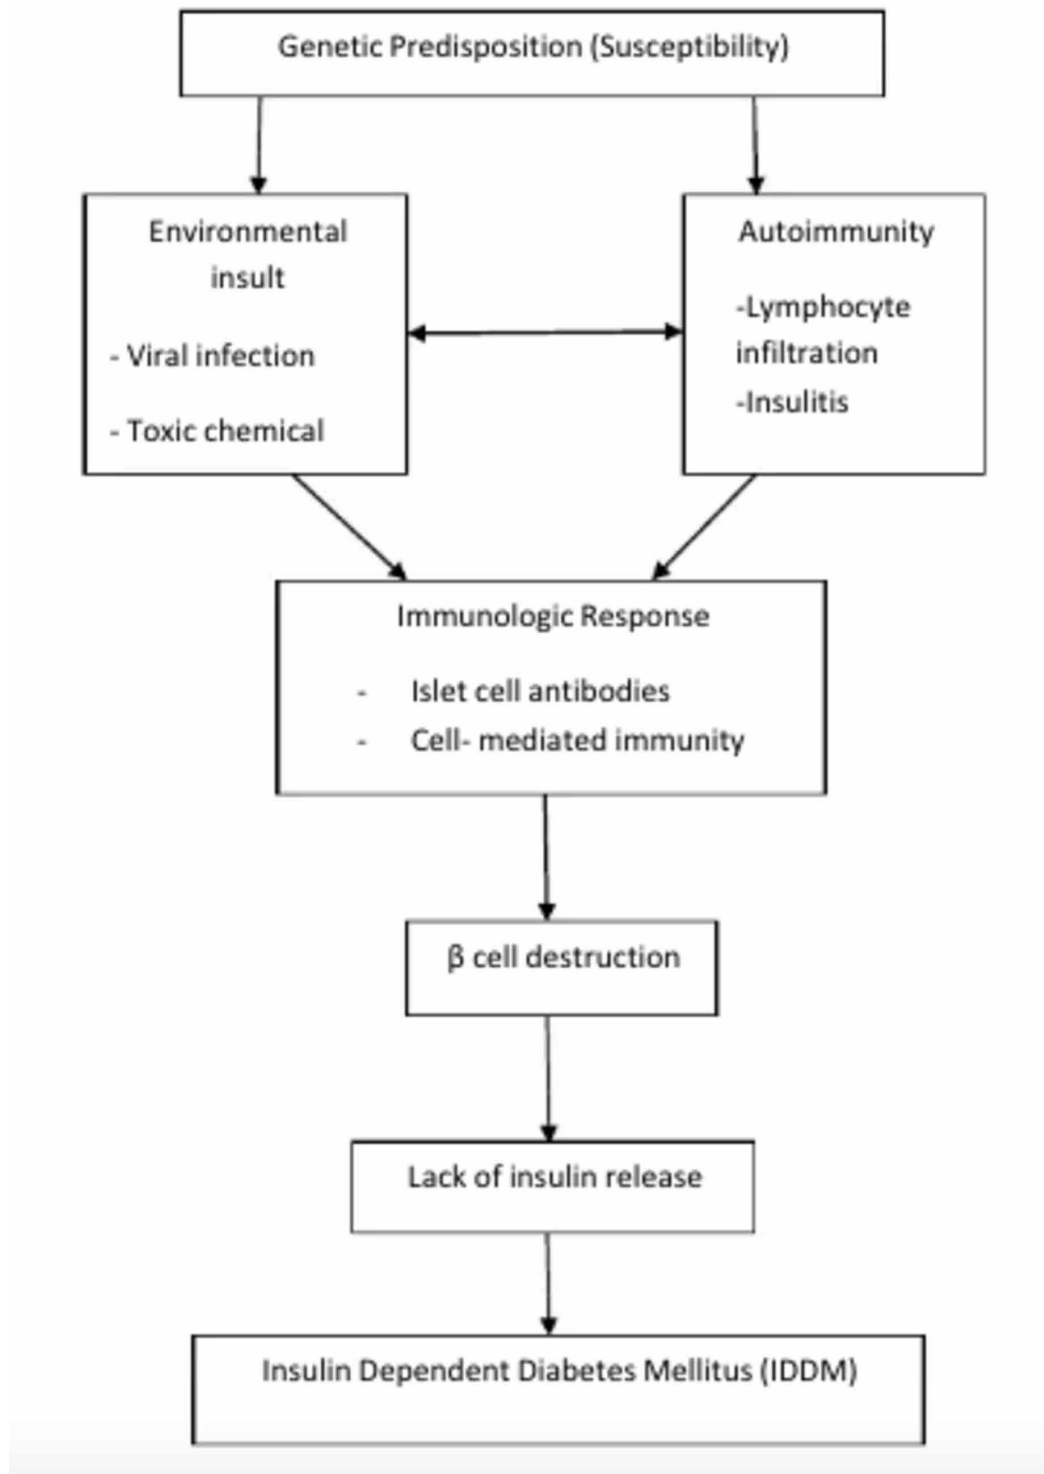 Genetic Predisposition (Susceptibility)
Environmental
insult
- Viral infection
- Toxic chemical
Autoimmunity
-Lymphocyte
infiltration
-Insulitis
Immunologic Response
- Islet cell antibodies
- Cell- mediated immunity
β cell destruction
Lack of insulin release
Insulin Dependent Diabetes Mellitus (IDDM)